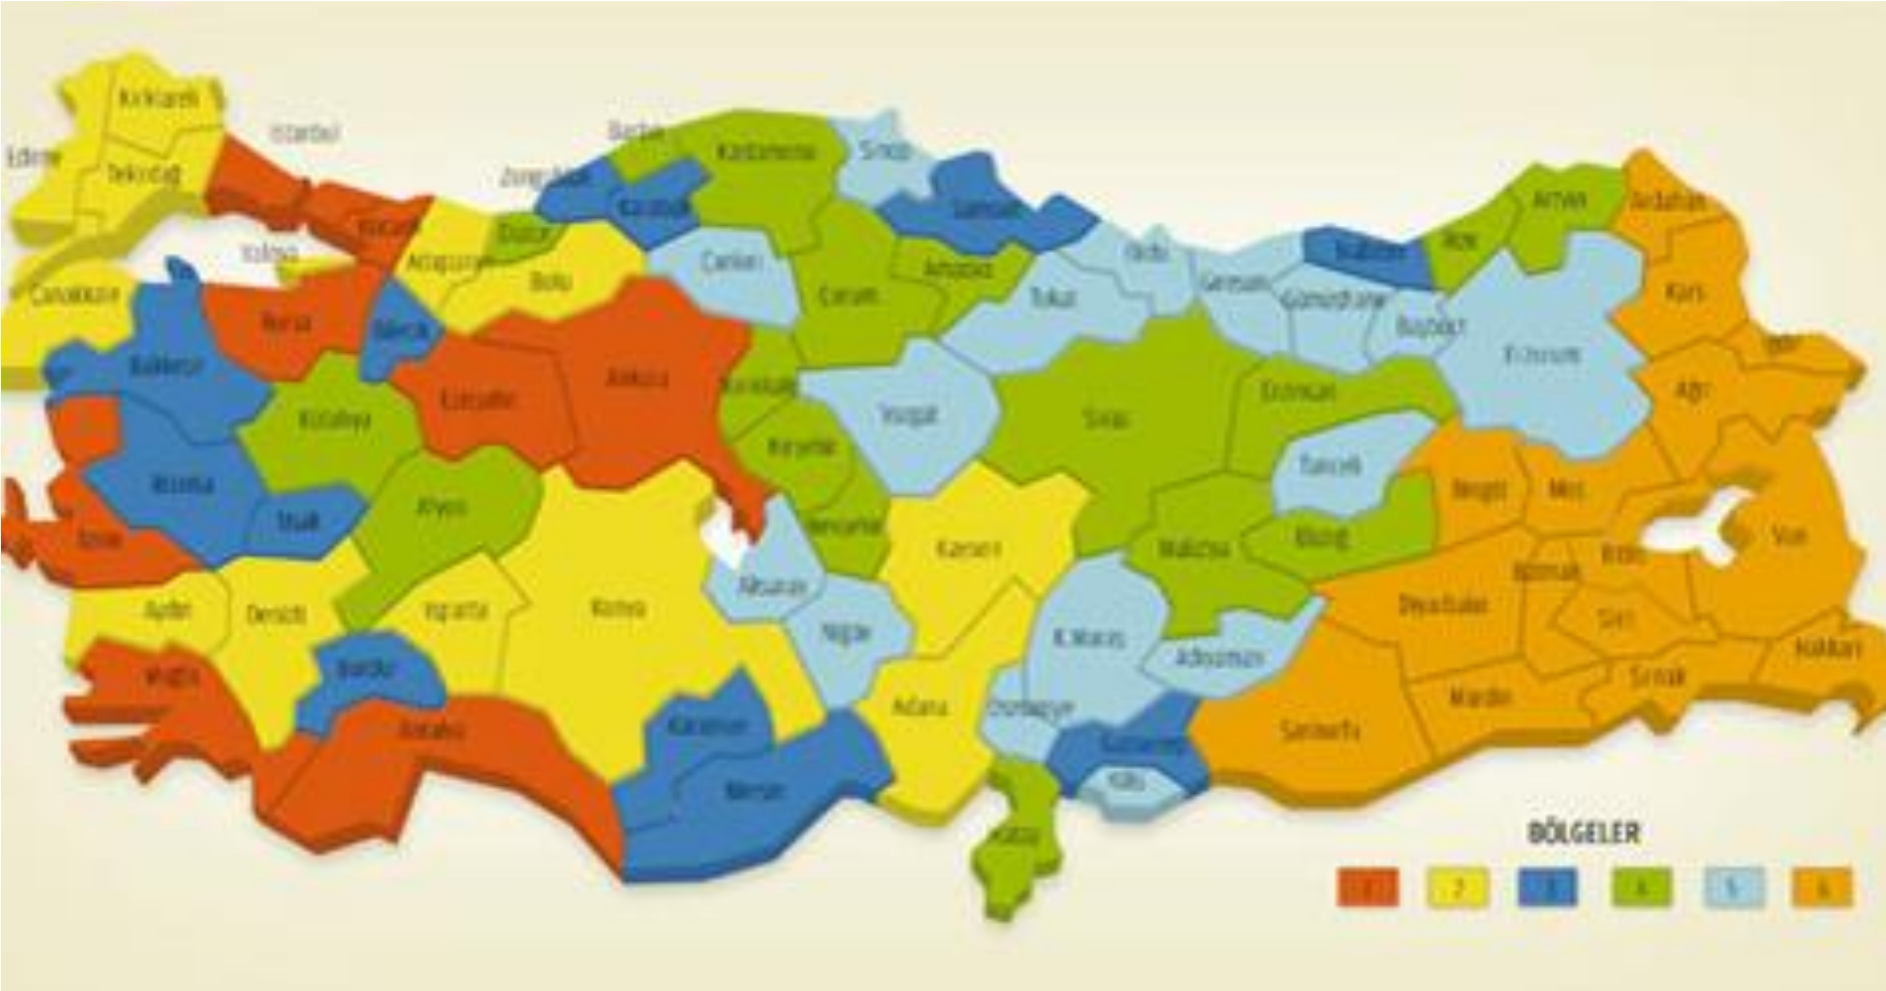 Kırklareli
İstanbul
Bartın
Edirne
Tekirdağ
Kastamonu
Sinop
Zonguldak
Karabük
Samsun
Artvin
Ardahan
Kocaeli
Düzce
Rize
Yalova
Adapazarı
Bolu
Çankırı
Amasya
Ordu
Giresun
Trabzon
Çanakkale
Çorum
Tokat
Gümüşhane
Kars
Bursa
Bilecik
Bayburt
Balıkesir
Erzurum
Iğdır
Eskişehir
Ankara
Kırıkkale
Erzincan
Ağrı
Kütahya
Yozgat
Sivas
Kırşehir
Tunceli
Manisa
Uşak
Afyon
Bingöl
Muş
İzmir
Nevşehir
Kayseri
Malatya
Elazığ
Van
Aydın
Denizli
Isparta
Konya
Aksaray
Niğde
K.Maraş
Adıyaman
Diyarbakır
Batman
Bitlis
Siirt
Hakkari
Muğla
Burdur
Şırnak
Mardin
Antalya
Karaman
Adana
Osmaniye
Şanlıurfa
Gaziantep
Mersin
Kilis
Hatay
BÖLGELER
1 2 3 4 5 6